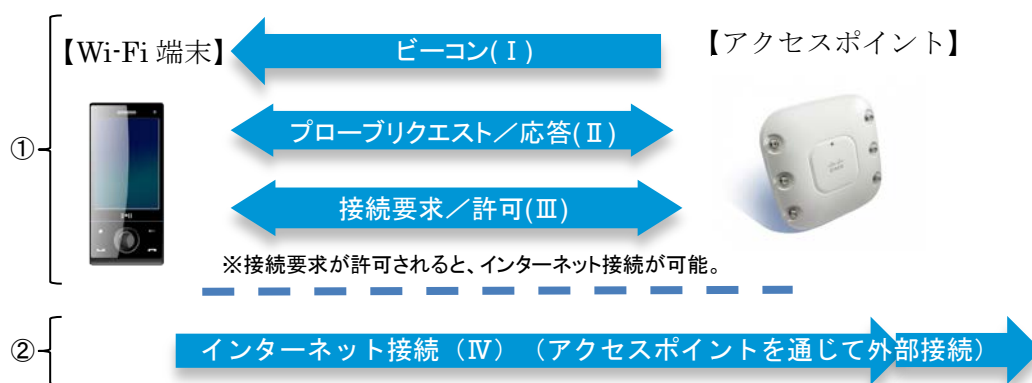 ①
【Wi-Fi 端末】
ビーコン(Ⅰ)
【アクセスポイント】
プローブリクエスト／応答(Ⅱ)
接続要求／許可(Ⅲ)
※接続要求が許可されると、インターネット接続が可能。
②
インターネット接続（Ⅳ）（アクセスポイントを通じて外部接続）